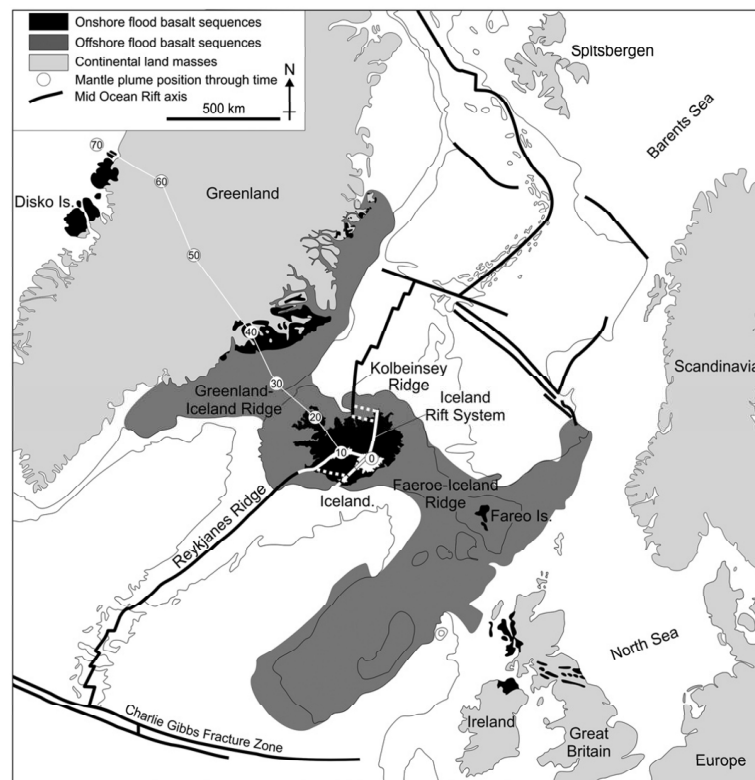 Onshore flood basalt sequences
Offshore flood basalt sequences
Continental land masses
Mantle plume position through time
Mid Ocean Rift axis
N
500 km
Spitsbergen
Barents Sea
70
60
Greenland
Disko Is.
50
40
Scandinavia
Kolbeinsey
Ridge
30
Greenland-
Iceland Ridge
Iceland
Rift System
20
10
0
Faeroe-Iceland
Ridge
Iceland.
Fareo Is.
Reykjanes Ridge
North Sea
Charlie Gibbs Fracture Zone
Ireland
Great
Britain
Europe